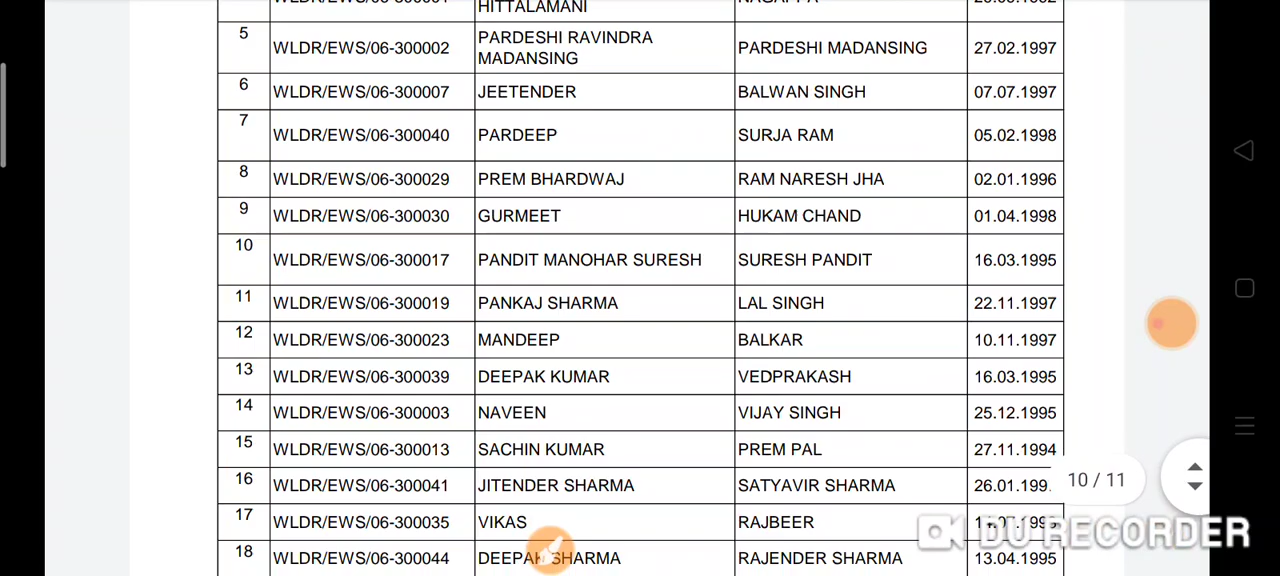 HITTALAMANI
5 WLDR/EWS/06-300002 PARDESHI RAVINDRA MADANSING PARDESHI MADANSING 27.02.1997
6 WLDR/EWS/06-300007 JEETENDER BALWAN SINGH 07.07.1997
7 WLDR/EWS/06-300040 PARDEEP SURJA RAM 05.02.1998
8 WLDR/EWS/06-300029 PREM BHARDWAJ RAM NARESH JHA 02.01.1996
9 WLDR/EWS/06-300030 GURMEET HUKAM CHAND 01.04.1998
10 WLDR/EWS/06-300017 PANDIT MANOHAR SURESH SURESH PANDIT 16.03.1995
11 WLDR/EWS/06-300019 PANKAJ SHARMA LAL SINGH 22.11.1997
12 WLDR/EWS/06-300023 MANDEEP BALKAR 10.11.1997
13 WLDR/EWS/06-300039 DEEPAK KUMAR VEDPRAKASH 16.03.1995
14 WLDR/EWS/06-300003 NAVEEN VIJAY SINGH 25.12.1995
15 WLDR/EWS/06-300013 SACHIN KUMAR PREM PAL 27.11.1994
16 WLDR/EWS/06-300041 JITENDER SHARMA SATYAVIR SHARMA
10 / 11
17 WLDR/EWS/06-300035 VIKAS RAJBEER
DU RECORDER
18 WLDR/EWS/06-300044 DEEPAK SHARMA RAJENDER SHARMA 13.04.1995